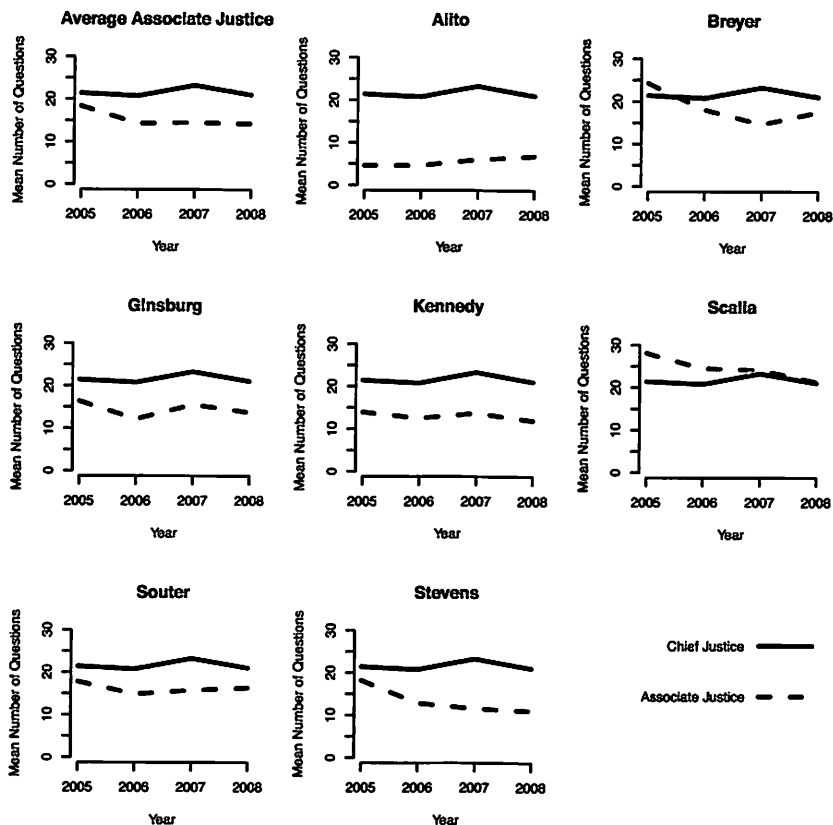 Average Associate Justice
Mean Number of Questions
0 10 20 30
2005 2006 2007 2008
Year
Alito
Mean Number of Questions
0 10 20 30
2005 2006 2007 2008
Year
Breyer
Mean Number of Questions
0 10 20 30
2005 2006 2007 2008
Year
Ginsburg
Mean Number of Questions
0 10 20 30
2005 2006 2007 2008
Year
Kennedy
Mean Number of Questions
0 10 20 30
2005 2006 2007 2008
Year
Scalia
Mean Number of Questions
0 10 20 30
2005 2006 2007 2008
Year
Souter
Mean Number of Questions
0 10 20 30
2005 2006 2007 2008
Year
Stevens
Mean Number of Questions
0 10 20 30
2005 2006 2007 2008
Year
Chief Justice
Associate Justice